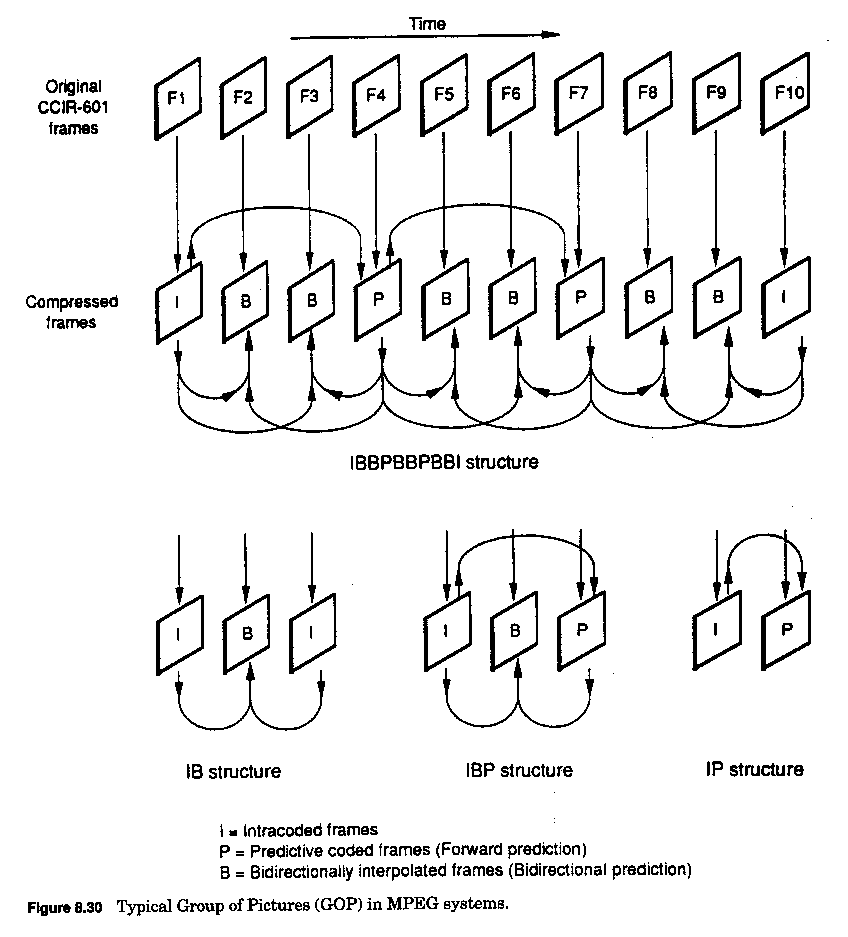 Time
Original
CCIR-601
frames
F1 F2 F3 F4 F5 F6 F7 F8 F9 F10
Compressed
frames
I B B P B B P B B I
IBBPBBPBBI structure
I B I
I B P
I P
IB structure
IBP structure
IP structure
I = Intracoded frames
P = Predictive coded frames (Forward prediction)
B = Bidirectionally interpolated frames (Bidirectional prediction)
Figure 8.30 Typical Group of Pictures (GOP) in MPEG systems.